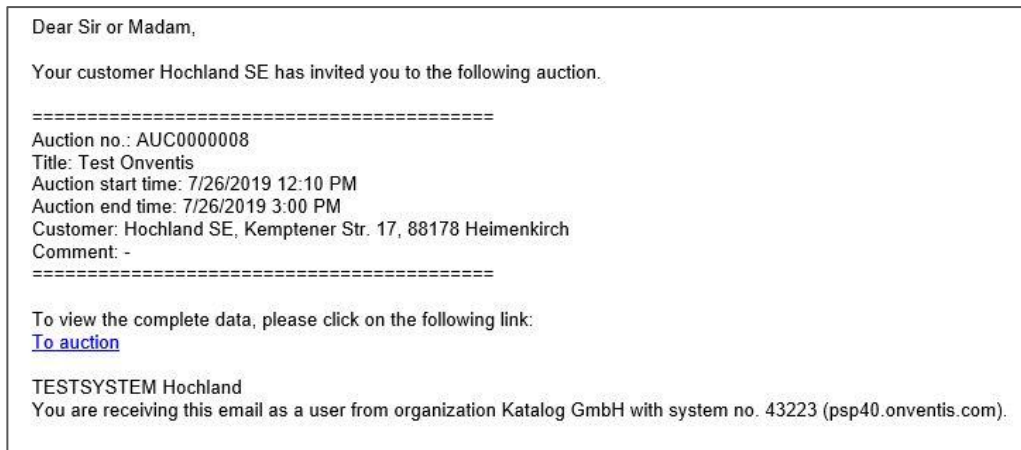 Dear Sir or Madam,
Your customer Hochland SE has invited you to the following auction.
==========================================
Auction no.: AUC0000008
Title: Test Onventis
Auction start time: 7/26/2019 12:10 PM
Auction end time: 7/26/2019 3:00 PM
Customer: Hochland SE, Kemptener Str. 17, 88178 Heimenkirch
Comment: -
==========================================
To view the complete data, please click on the following link:
To auction
TESTSYSTEM Hochland
You are receiving this email as a user from organization Katalog GmbH with system no. 43223 (psp40.onventis.com).